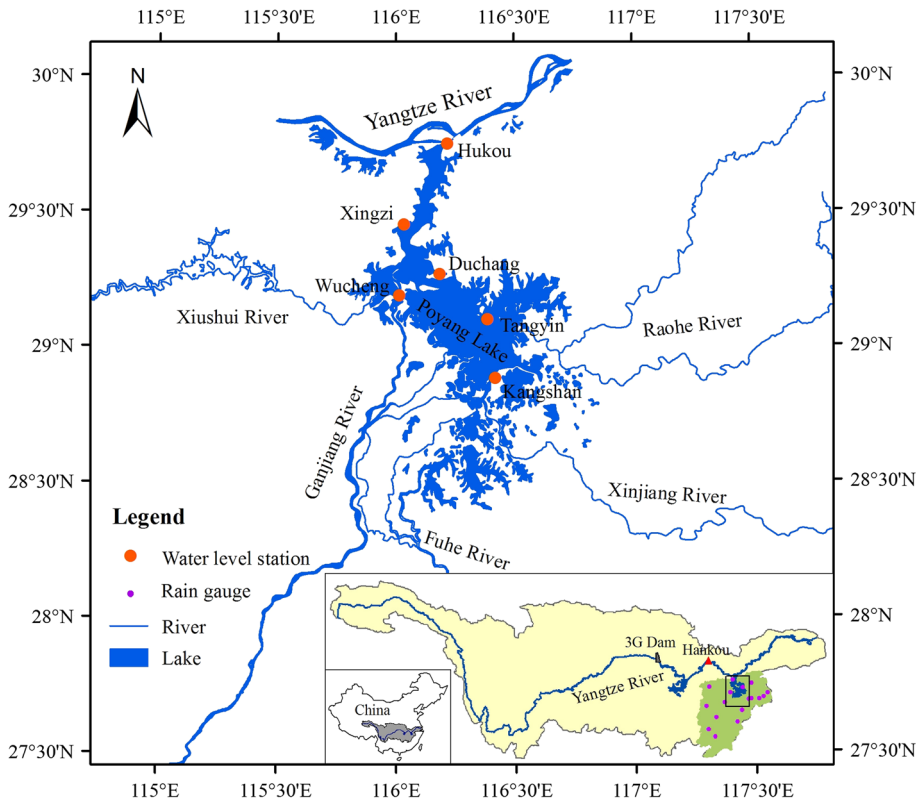 115°E 115°30'E 116°E 116°30'E 117°E 117°30'E
30°N 30°N
N
Yangtze River
Hukou
29°30'N 29°30'N
Xingzi
Duchang
Wucheng
Poyang Lake
Tangyin
Xiushui River
Raohe River
29°N 29°N
Kangshan
Ganjiang River
28°30'N 28°30'N
Xinjiang River
Legend
Fuhe River
Water level station
Rain gauge
River
Lake
28°N 28°N
3G Dam
Hankou
Yangtze River
China
27°30'N 27°30'N
115°E 115°30'E 116°E 116°30'E 117°E 117°30'E